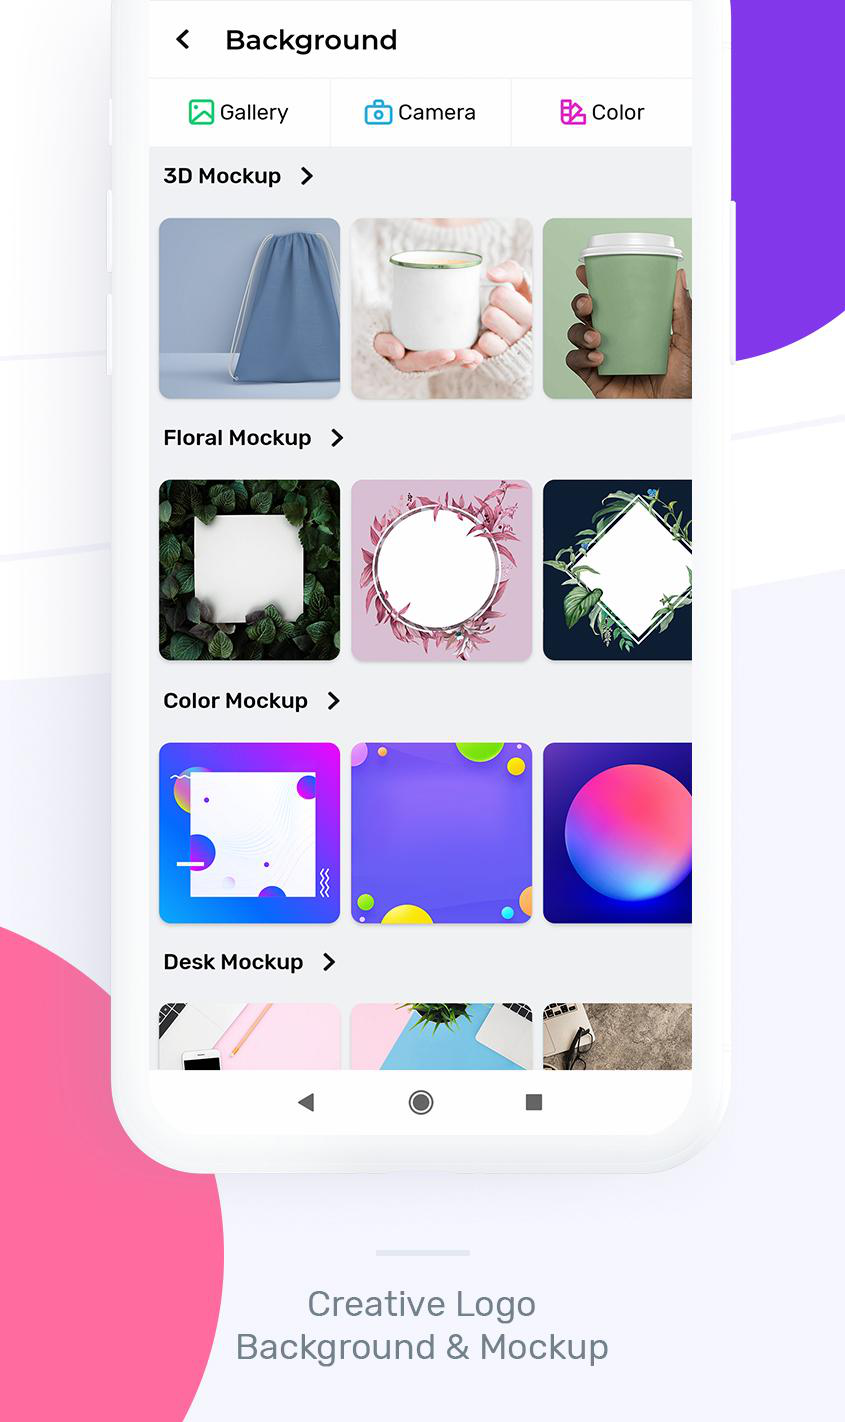 Background
Gallery
Camera
Color
3D Mockup
Floral Mockup
Color Mockup
Desk Mockup
Creative Logo
Background & Mockup